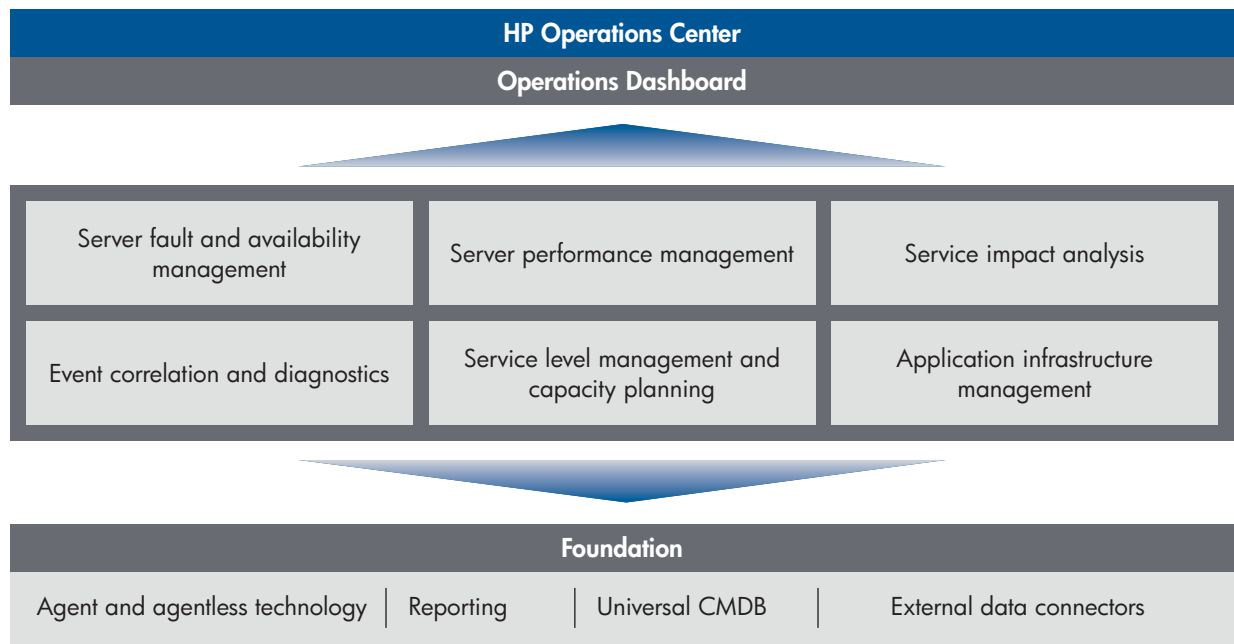 HP Operations Center
Operations Dashboard
Server fault and availability
management
Server performance management
Service impact analysis
Event correlation and diagnostics
Service level management and
capacity planning
Application infrastructure
management
Foundation
Agent and agentless technology
Reporting
Universal CMDB
External data connectors